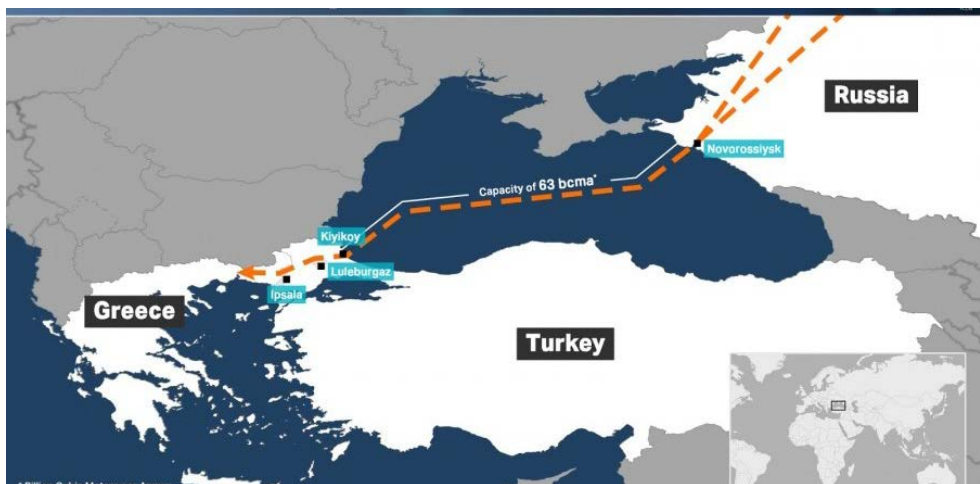 Russia
Novorossiysk
Capacity of 63 bcma*
Kiyikoy
Luleburgaz
Ipsala
Greece
Turkey